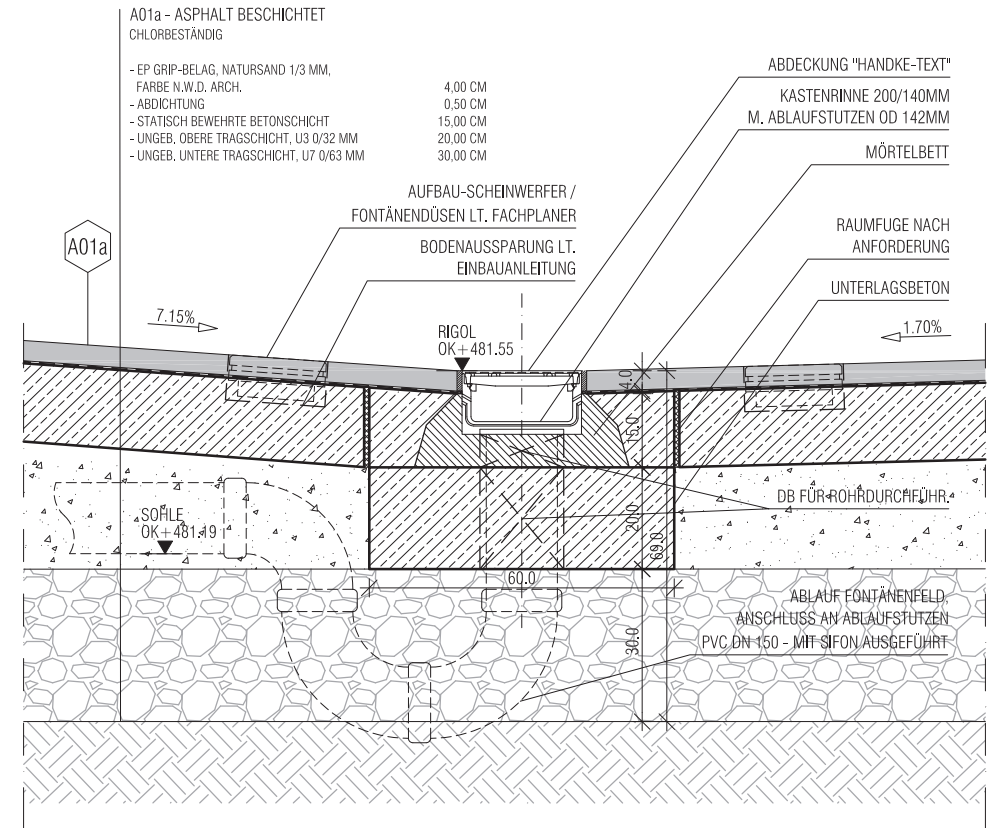 A01a - ASPHALT BESCHICHTET
CHLORBESTÄNDIG
- EP GRIP-BELAG, NATURSAND 1/3 MM,
FARBE N.W.D. ARCH. 4,00 CM
- ABDICHTUNG 0,50 CM
- STATISCH BEWEHRTE BETONSCHICHT 15,00 CM
- UNGEB. OBERE TRAGSCHICHT, U3 0/32 MM 20,00 CM
- UNGEB. UNTERE TRAGSCHICHT, U7 0/63 MM 30,00 CM
ABDECKUNG "HANDKE-TEXT"
KASTENRINNE 200/140MM
M. ABLAUFSTUTZEN OD 142MM
MÖRTELBETT
RAUMFUGE NACH
ANFORDERUNG
UNTERLAGSBETON
AUFBAU-SCHEINWERFER /
FONTÄNENDÜSEN LT. FACHPLANER
BODENAUSSPARUNG LT.
EINBAUANLEITUNG
A01a
7.15%
RIGOL
OK+481.55
1.70%
4.0
15.0
20.0
69.0
30.0
60.0
DB FÜR ROHRDURCHFÜHR.
SOHLE
OK+481.19
ABLAUF FONTÄNENFELD,
ANSCHLUSS AN ABLAUFSTUTZEN
PVC DN 150 - MIT SIFON AUSGEFÜHRT